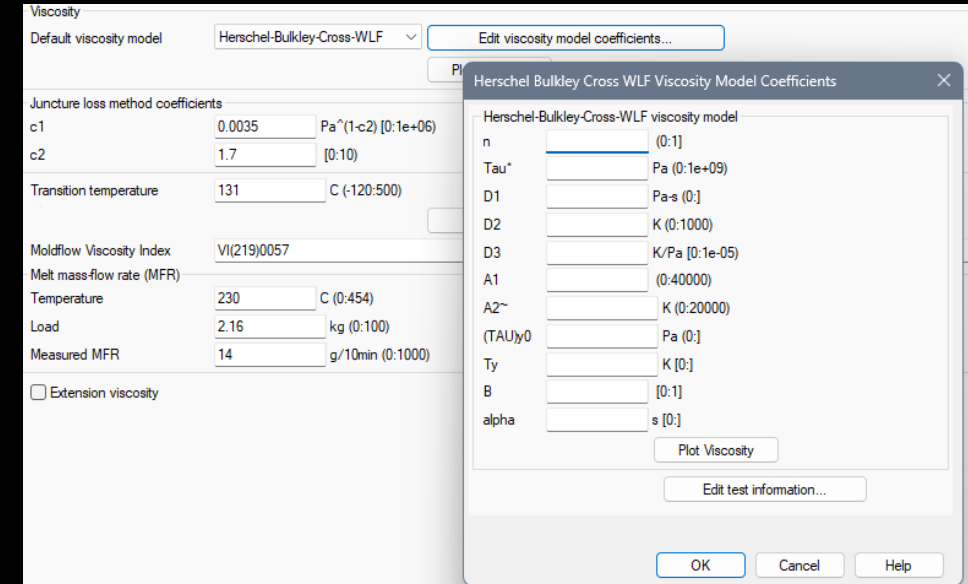 Viscosity
Default viscosity model Herschel-Bulkley-Cross-WLF Edit viscosity model coefficients...
Juncture loss method coefficients
c1 0.0035 Pa^(1-c2) [0:1e+06)
c2 1.7 [0:10)
Transition temperature 131 C (-120:500)
Moldflow Viscosity Index VI(219)0057
Melt mass-flow rate (MFR)
Temperature 230 C (0:454)
Load 2.16 kg (0:100)
Measured MFR 14 g/10min (0:1000)
Extension viscosity
Herschel Bulkley Cross WLF Viscosity Model Coefficients
Herschel-Bulkley-Cross-WLF viscosity model
n (0:1]
Tau* Pa (0:1e+09)
D1 Pa-s (0:]
D2 K (0:1000)
D3 K/Pa [0:1e-05)
A1 (0:40000)
A2~ K (0:20000)
(TAU)y0 Pa (0:]
Ty K [0:]
B [0:1]
alpha s [0:]
Plot Viscosity
Edit test information...
OK Cancel Help